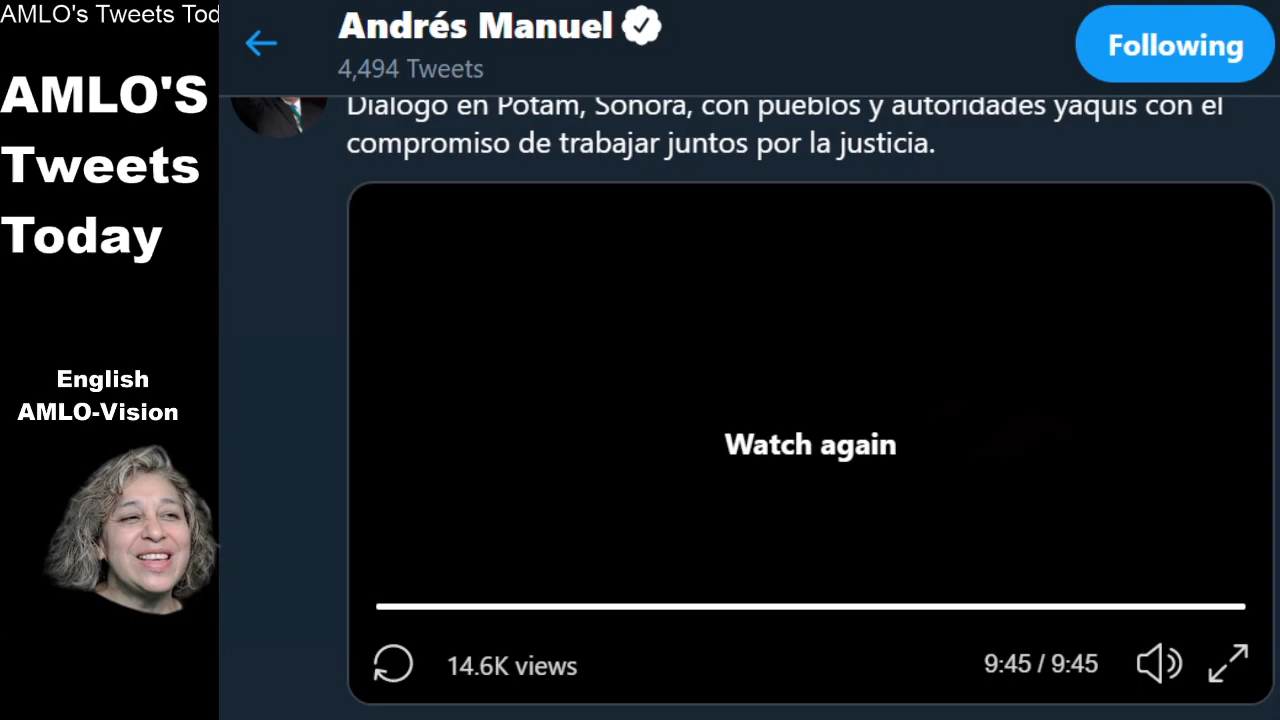 AMLO's Tweets Tod
AMLO'S
Tweets
Today
English
AMLO-Vision
Andrés Manuel
4,494 Tweets
Following
Diálogo en Pótam, Sonora, con pueblos y autoridades yaquis con el
compromiso de trabajar juntos por la justicia.
Watch again
14.6K views
9:45 / 9:45